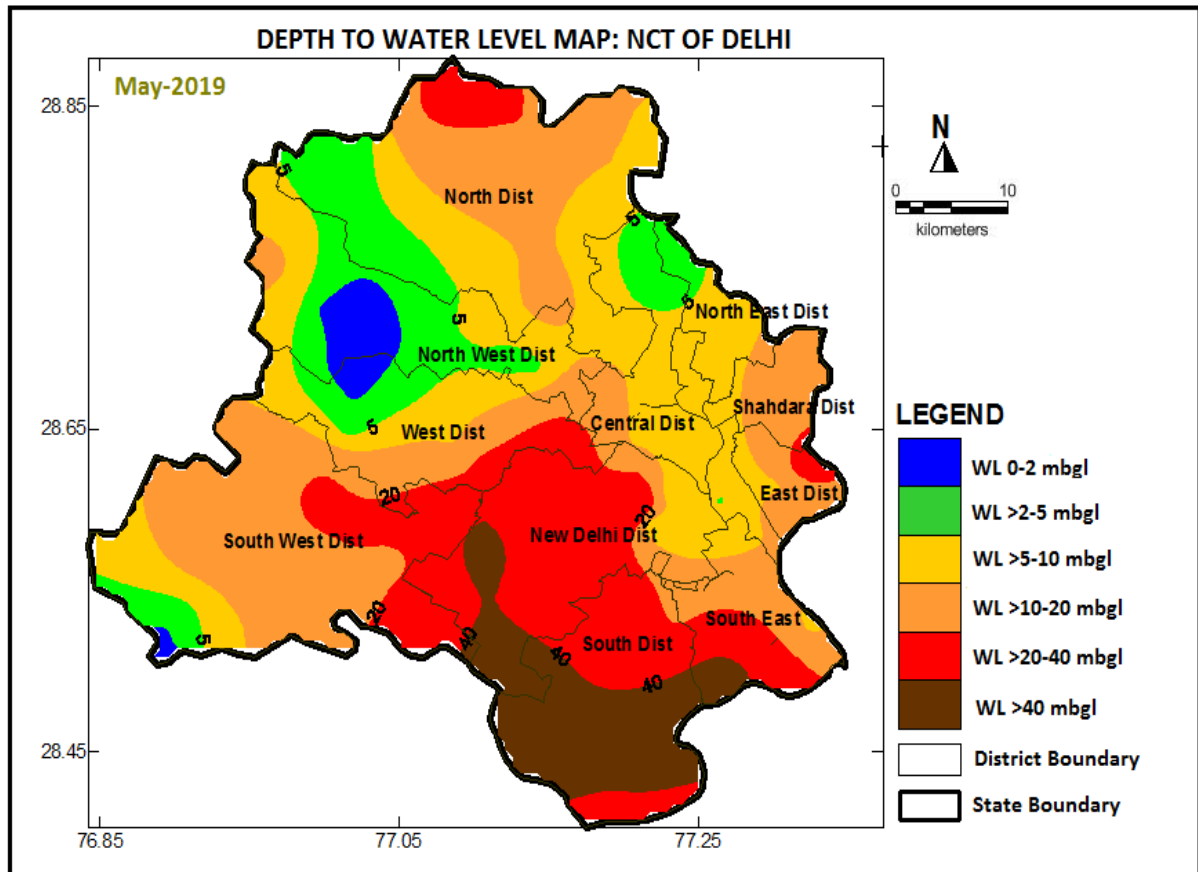 DEPTH TO WATER LEVEL MAP: NCT OF DELHI
May-2019
28.85
28.65
28.45
76.85
77.05
77.25
N
0
10
kilometers
5
North Dist
5
5
North East Dist
5
North West Dist
Shahdara Dist
5
West Dist
Central Dist
East Dist
20
20
South West Dist
New Delhi Dist
20
South East
5
40
South Dist
40
40
LEGEND
WL 0-2 mbgl
WL >2-5 mbgl
WL >5-10 mbgl
WL >10-20 mbgl
WL >20-40 mbgl
WL >40 mbgl
District Boundary
State Boundary